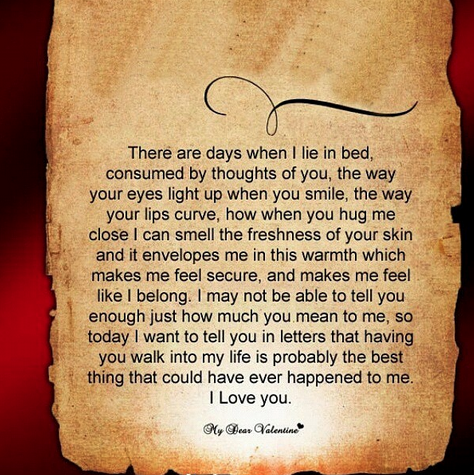 There are days when I lie in bed,
consumed by thoughts of you, the way
your eyes light up when you smile, the way
your lips curve, how when you hug me
close I can smell the freshness of your skin
and it envelopes me in this warmth which
makes me feel secure, and makes me feel
like I belong. I may not be able to tell you
enough just how much you mean to me, so
today I want to tell you in letters that having
you walk into my life is probably the best
thing that could have ever happened to me.
I Love you.
My Dear Valentine